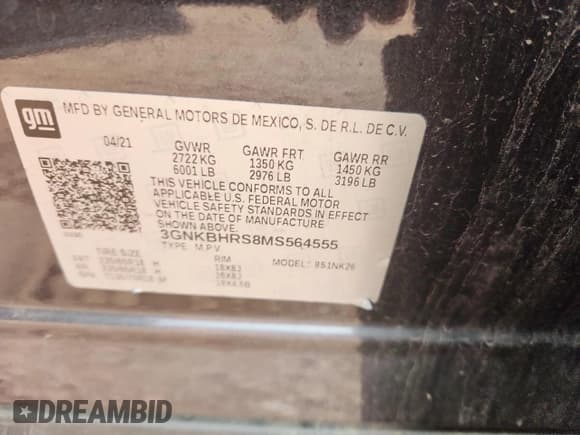 gm
MFD BY GENERAL MOTORS DE MEXICO, S. DE R.L. DE C.V.
04/21 GVWR GAWR FRT GAWR RR
2722 KG 1350 KG 1450 KG
6001 LB 2976 LB 3196 LB
THIS VEHICLE CONFORMS TO ALL
APPLICABLE U.S. FEDERAL MOTOR
VEHICLE SAFETY STANDARDS IN EFFECT
ON THE DATE OF MANUFACTURE
SHOWN ABOVE.
3GNKBHRS8MS564555
TYPE: M.P.V. MODEL:
TIRE SIZE RIM
18X8J
DREAMBID